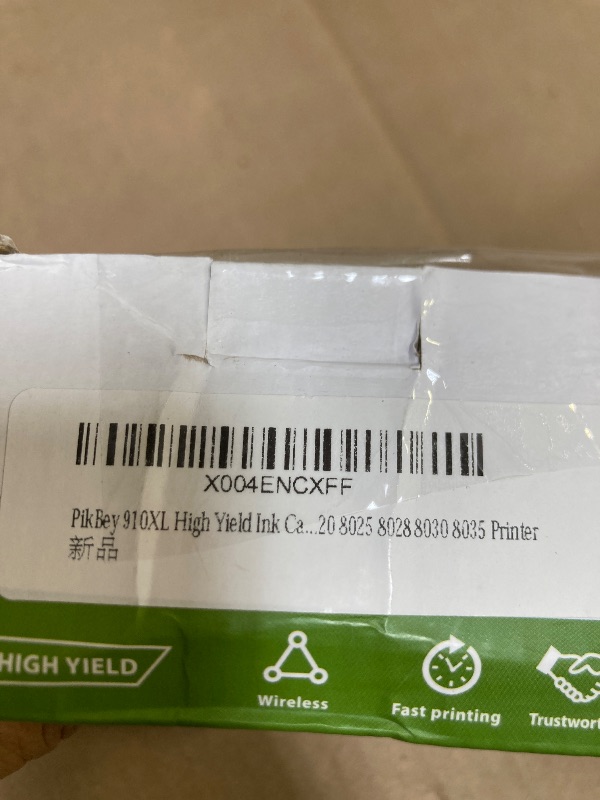 X004ENCXFF
PikBey 910XL High Yield Ink Ca...20 8025 8028 8030 8035 Printer
新品
HIGH YIELD
Wireless
Fast printing